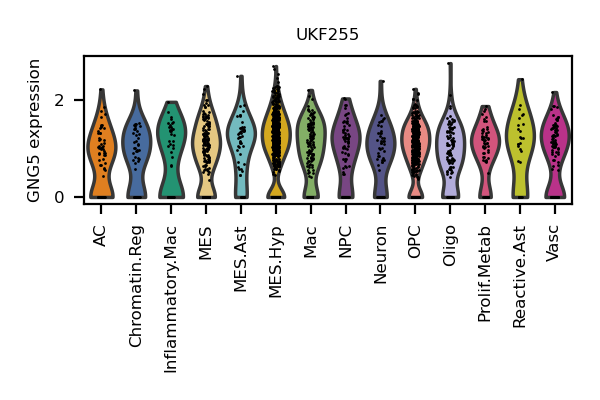 UKF255
GNG5 expression
2
0
AC
Chromatin.Reg
Inflammatory.Mac
MES
MES.Ast
MES.Hyp
Mac
NPC
Neuron
OPC
Oligo
Prolif.Metab
Reactive.Ast
Vasc